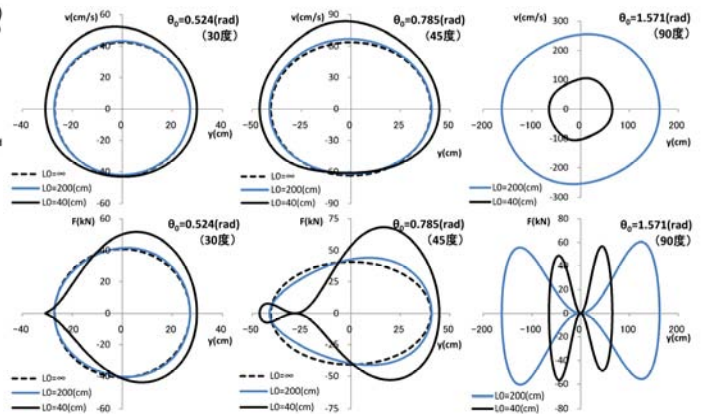 v(cm/s)
θ₀=0.524(rad)
（30度）
60
40
20
0
-20
-40
-60
-40
-20
0
20
40
y(cm)
L0=∞
L0=200(cm)
L0=40(cm)
v(cm/s)
θ₀=0.785(rad)
（45度）
90
60
30
0
-30
-60
-90
-50
-25
0
25
50
y(cm)
L0=∞
L0=200(cm)
L0=40(cm)
v(cm/s)
θ₀=1.571(rad)
（90度）
300
200
100
0
-100
-200
-300
-200
-100
0
100
200
y(cm)
L0=200(cm)
L0=40(cm)
F(kN)
θ₀=0.524(rad)
（30度）
60
40
20
0
-20
-40
-60
-40
-20
0
20
40
y(cm)
L0=∞
L0=200(cm)
L0=40(cm)
F(kN)
θ₀=0.785(rad)
（45度）
75
50
25
0
-25
-50
-75
-50
-25
0
25
50
y(cm)
L0=∞
L0=200(cm)
L0=40(cm)
F(kN)
θ₀=1.571(rad)
（90度）
80
60
40
20
0
-20
-40
-60
-80
-200
-100
0
100
200
y(cm)
L0=200(cm)
L0=40(cm)